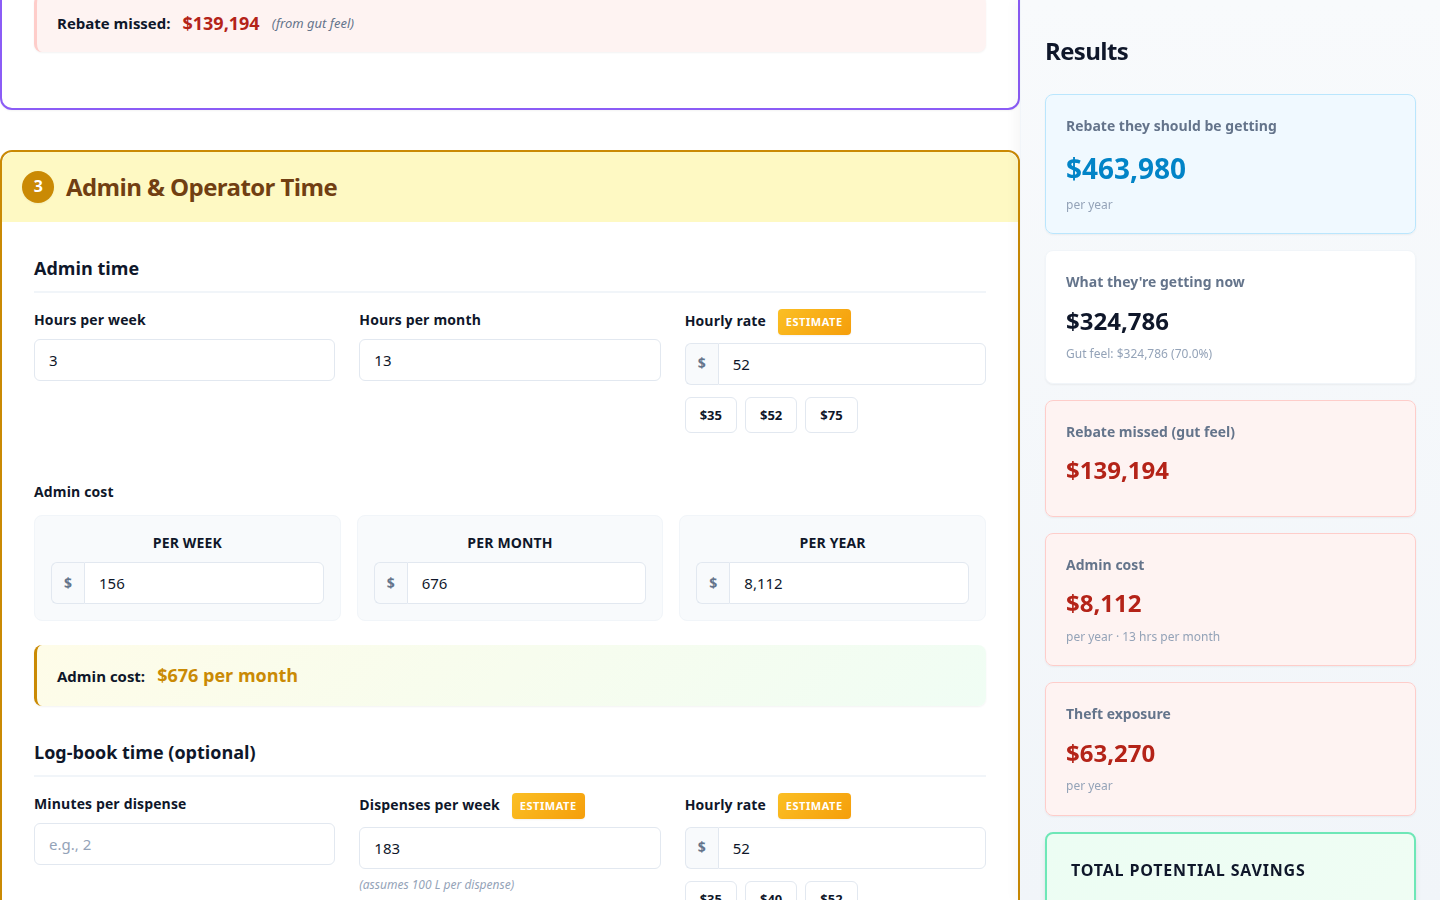 Rebate missed: $139,194 (from gut feel)
3 Admin & Operator Time
Admin time
Hours per week
3
Hours per month
13
Hourly rate ESTIMATE
$ 52
$35 $52 $75
Admin cost
PER WEEK
$ 156
PER MONTH
$ 676
PER YEAR
$ 8,112
Admin cost: $676 per month
Log-book time (optional)
Minutes per dispense
e.g., 2
Dispenses per week ESTIMATE
183
(assumes 100 L per dispense)
Hourly rate ESTIMATE
$ 52
$35 $40 $52
Results
Rebate they should be getting
$463,980
per year
What they're getting now
$324,786
Gut feel: $324,786 (70.0%)
Rebate missed (gut feel)
$139,194
Admin cost
$8,112
per year · 13 hrs per month
Theft exposure
$63,270
per year
TOTAL POTENTIAL SAVINGS